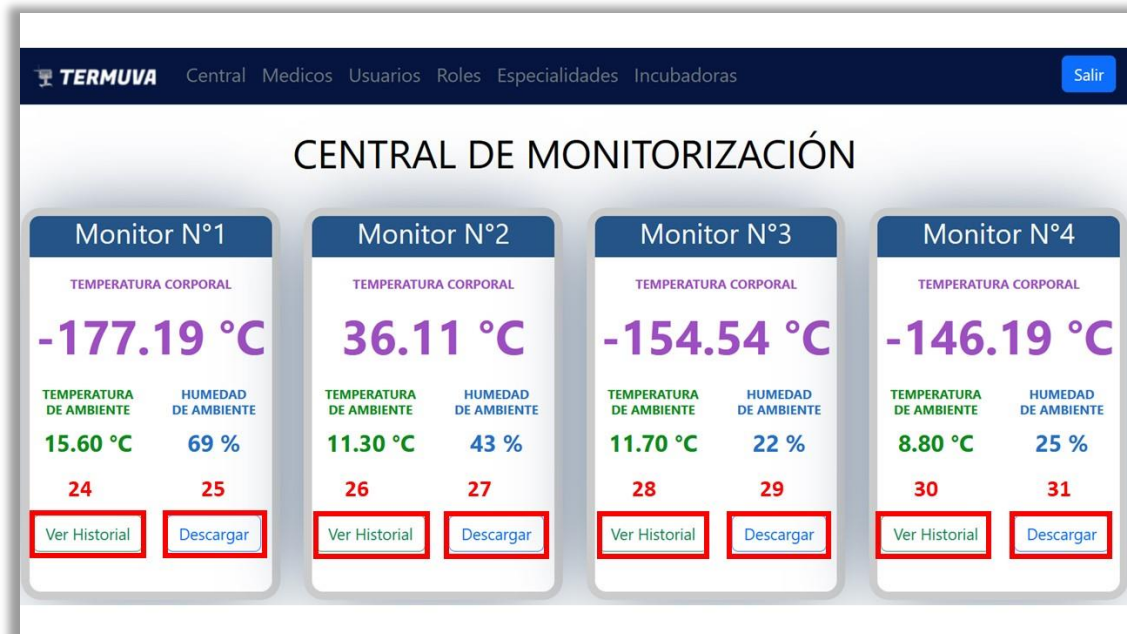 TERMUVA Central Medicos Usuarios Roles Especialidades Incubadoras Salir
CENTRAL DE MONITORIZACIÓN
Monitor N°1
TEMPERATURA CORPORAL
-177.19 °C
TEMPERATURA
DE AMBIENTE
15.60 °C
HUMEDAD
DE AMBIENTE
69 %
24 25
Ver Historial Descargar
Monitor N°2
TEMPERATURA CORPORAL
36.11 °C
TEMPERATURA
DE AMBIENTE
11.30 °C
HUMEDAD
DE AMBIENTE
43 %
26 27
Ver Historial Descargar
Monitor N°3
TEMPERATURA CORPORAL
-154.54 °C
TEMPERATURA
DE AMBIENTE
11.70 °C
HUMEDAD
DE AMBIENTE
22 %
28 29
Ver Historial Descargar
Monitor N°4
TEMPERATURA CORPORAL
-146.19 °C
TEMPERATURA
DE AMBIENTE
8.80 °C
HUMEDAD
DE AMBIENTE
25 %
30 31
Ver Historial Descargar